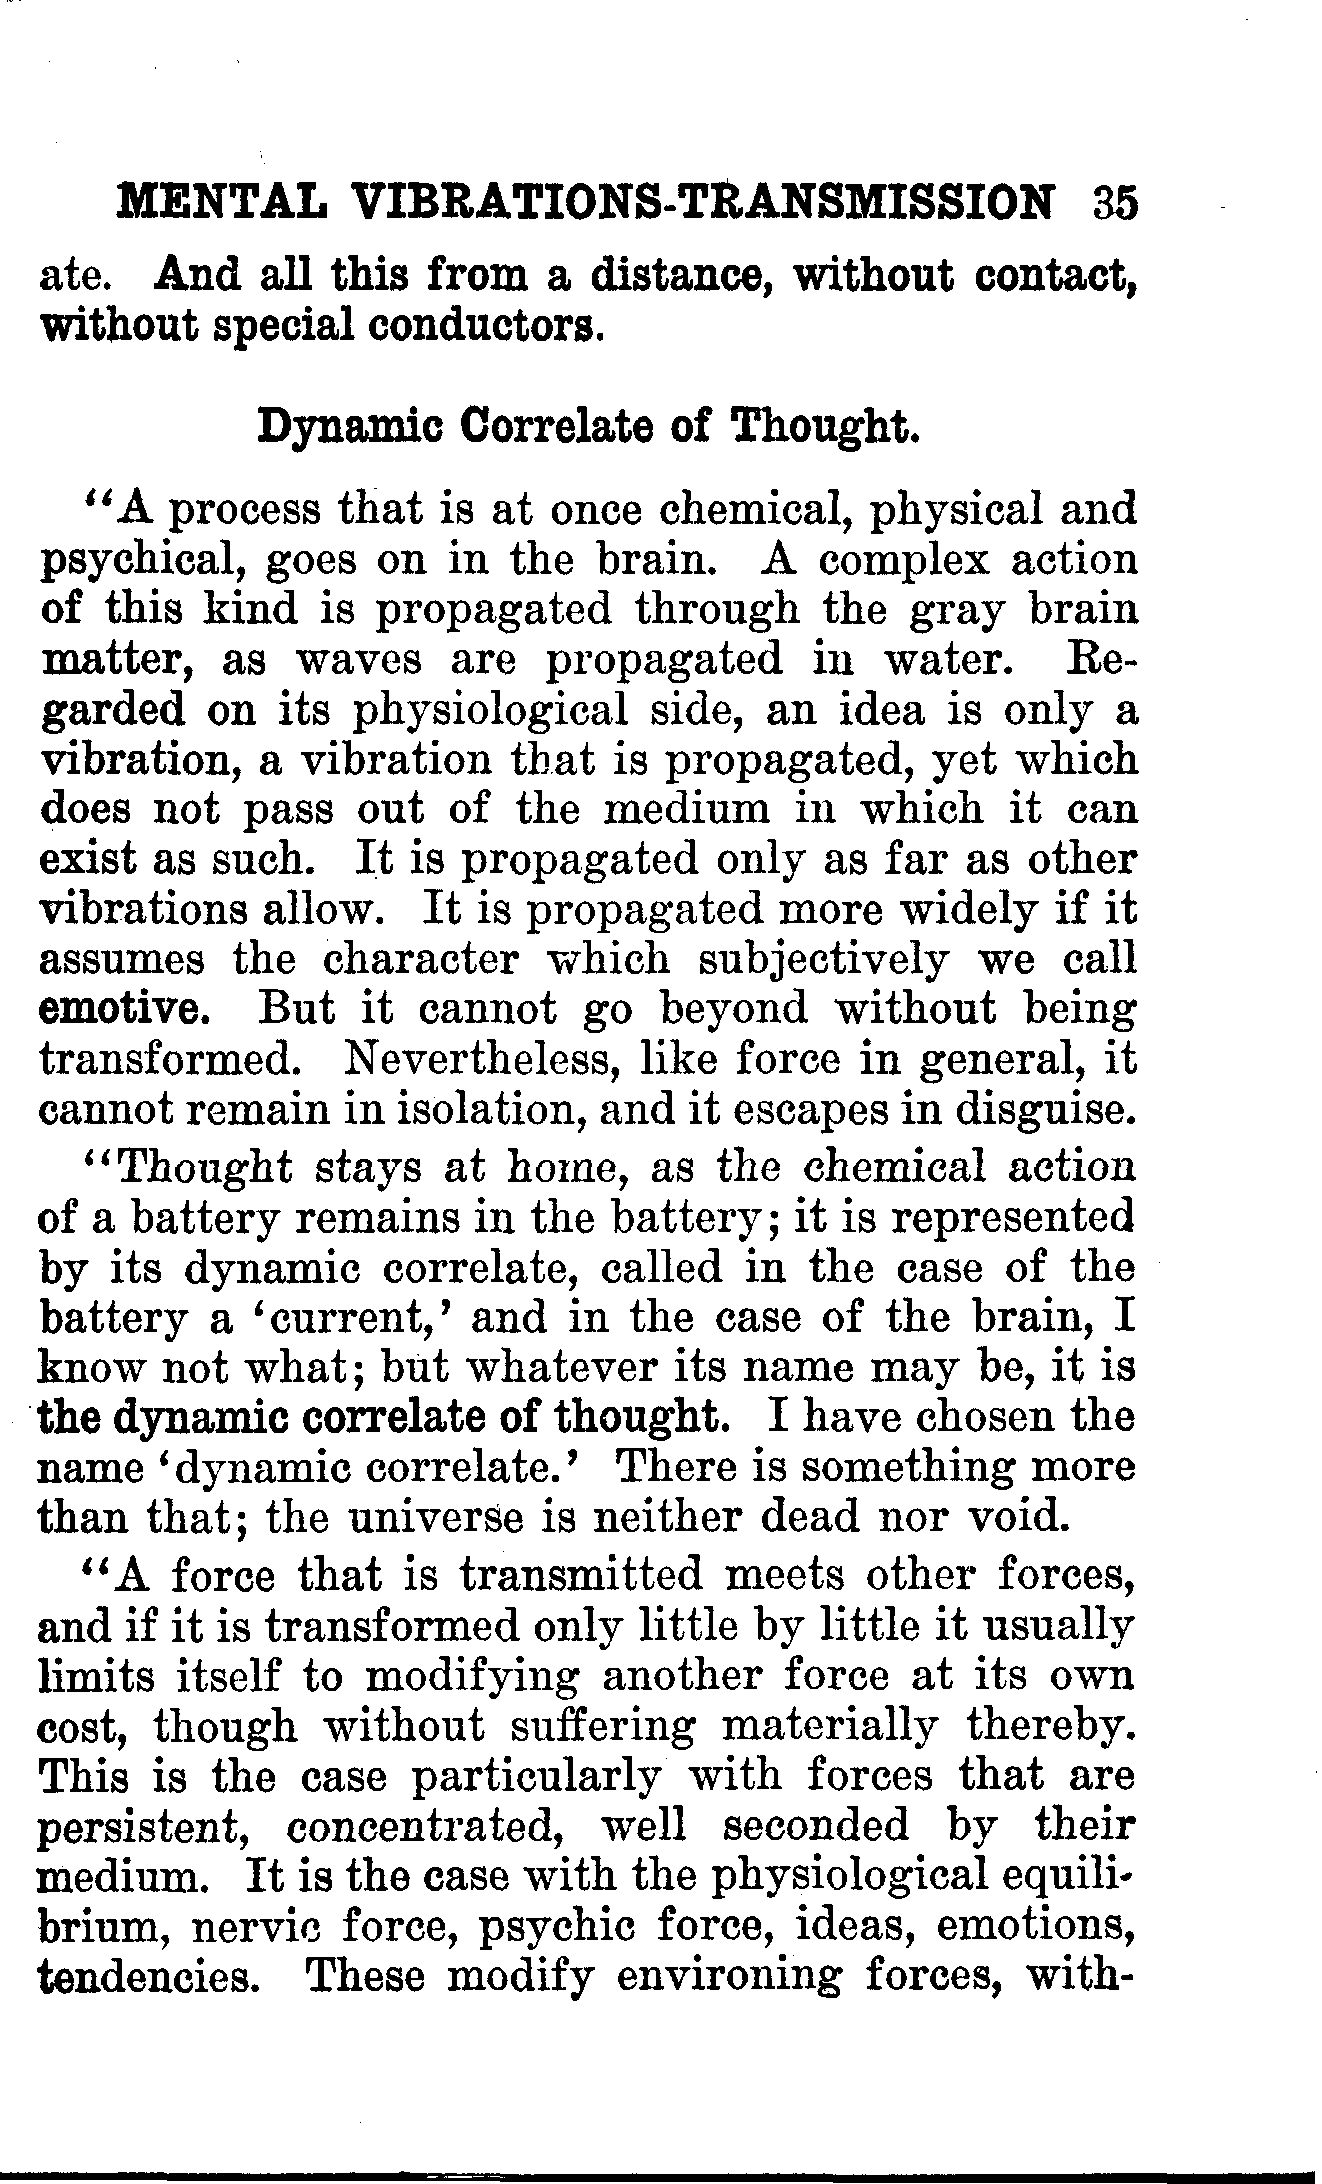 MENTAL VIBRATIONS-TRANSMISSION 35
ate. And all this from a distance, without contact,
without special conductors.
Dynamic Correlate of Thought.
"A process that is at once chemical, physical and
psychical, goes on in the brain. A complex action
of this kind is propagated through the gray brain
matter, as waves are propagated in water. Re-
garded on its physiological side, an idea is only a
vibration, a vibration that is propagated, yet which
does not pass out of the medium in which it can
exist as such. It is propagated only as far as other
vibrations allow. It is propagated more widely if it
assumes the character which subjectively we call
emotive. But it cannot go beyond without being
transformed. Nevertheless, like force in general, it
cannot remain in isolation, and it escapes in disguise.
"Thought stays at home, as the chemical action
of a battery remains in the battery; it is represented
by its dynamic correlate, called in the case of the
battery a 'current,' and in the case of the brain, I
know not what; but whatever its name may be, it is
the dynamic correlate of thought. I have chosen the
name 'dynamic correlate.' There is something more
than that; the universe is neither dead nor void.
"A force that is transmitted meets other forces,
and if it is transformed only little by little it usually
limits itself to modifying another force at its own
cost, though without suffering materially thereby.
This is the case particularly with forces that are
persistent, concentrated, well seconded by their
medium. It is the case with the physiological equili-
brium, nervic force, psychic force, ideas, emotions,
tendencies. These modify environing forces, with-